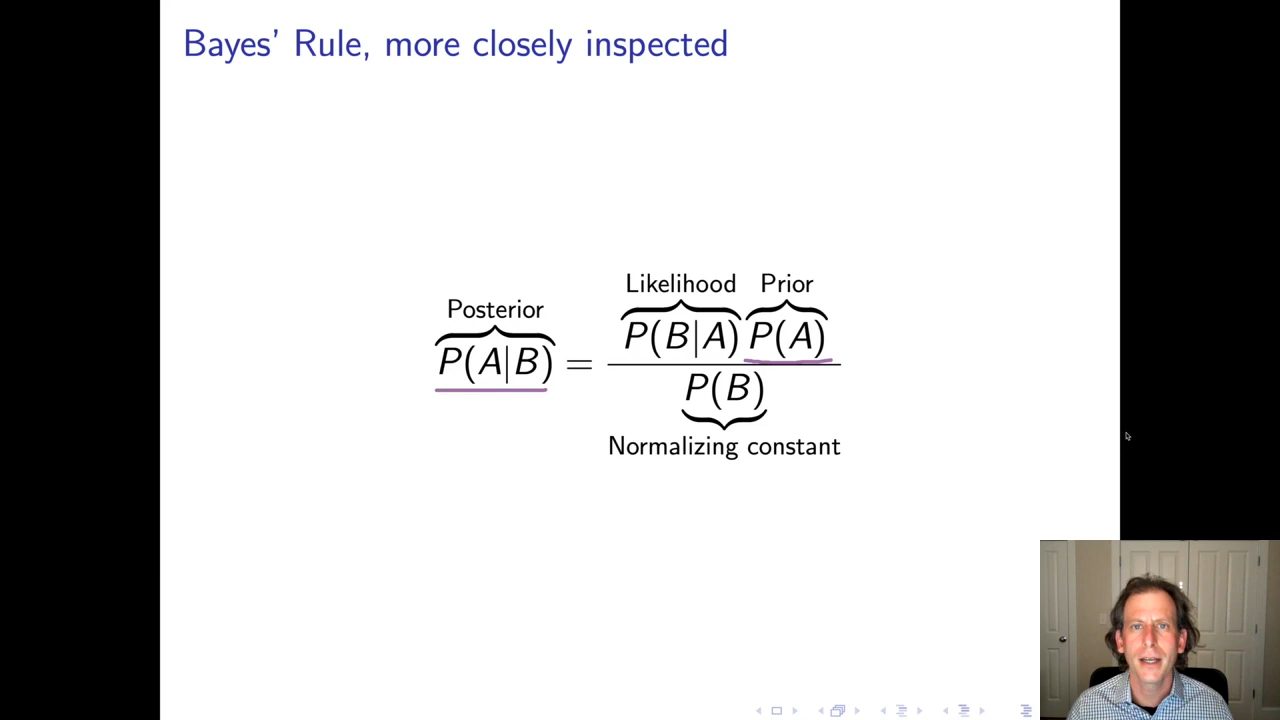 Bayes' Rule, more closely inspected
Likelihood Prior
Posterior
P(B|A) P(A)
P(A|B) =
P(B)
Normalizing constant